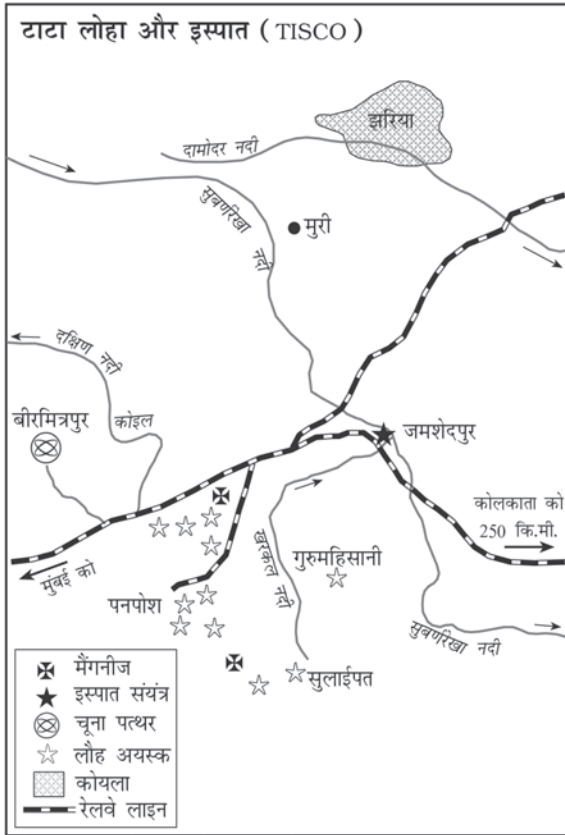 टाटा लोहा और इस्पात ( TISCO )
झरिया
दामोदर नदी
सुबर्णरेखा नदी
मुरी
दक्षिण नदी
कोइल
बीरमित्रपुर
जमशेदपुर
कोलकाता को
250 कि.मी.
मुंबई को
खरकल नदी
गुरुमहिसानी
पनपोश
सुबर्णरेखा नदी
सुलाईपत
मैंगनीज
इस्पात संयंत्र
चूना पत्थर
लौह अयस्क
कोयला
रेलवे लाइन